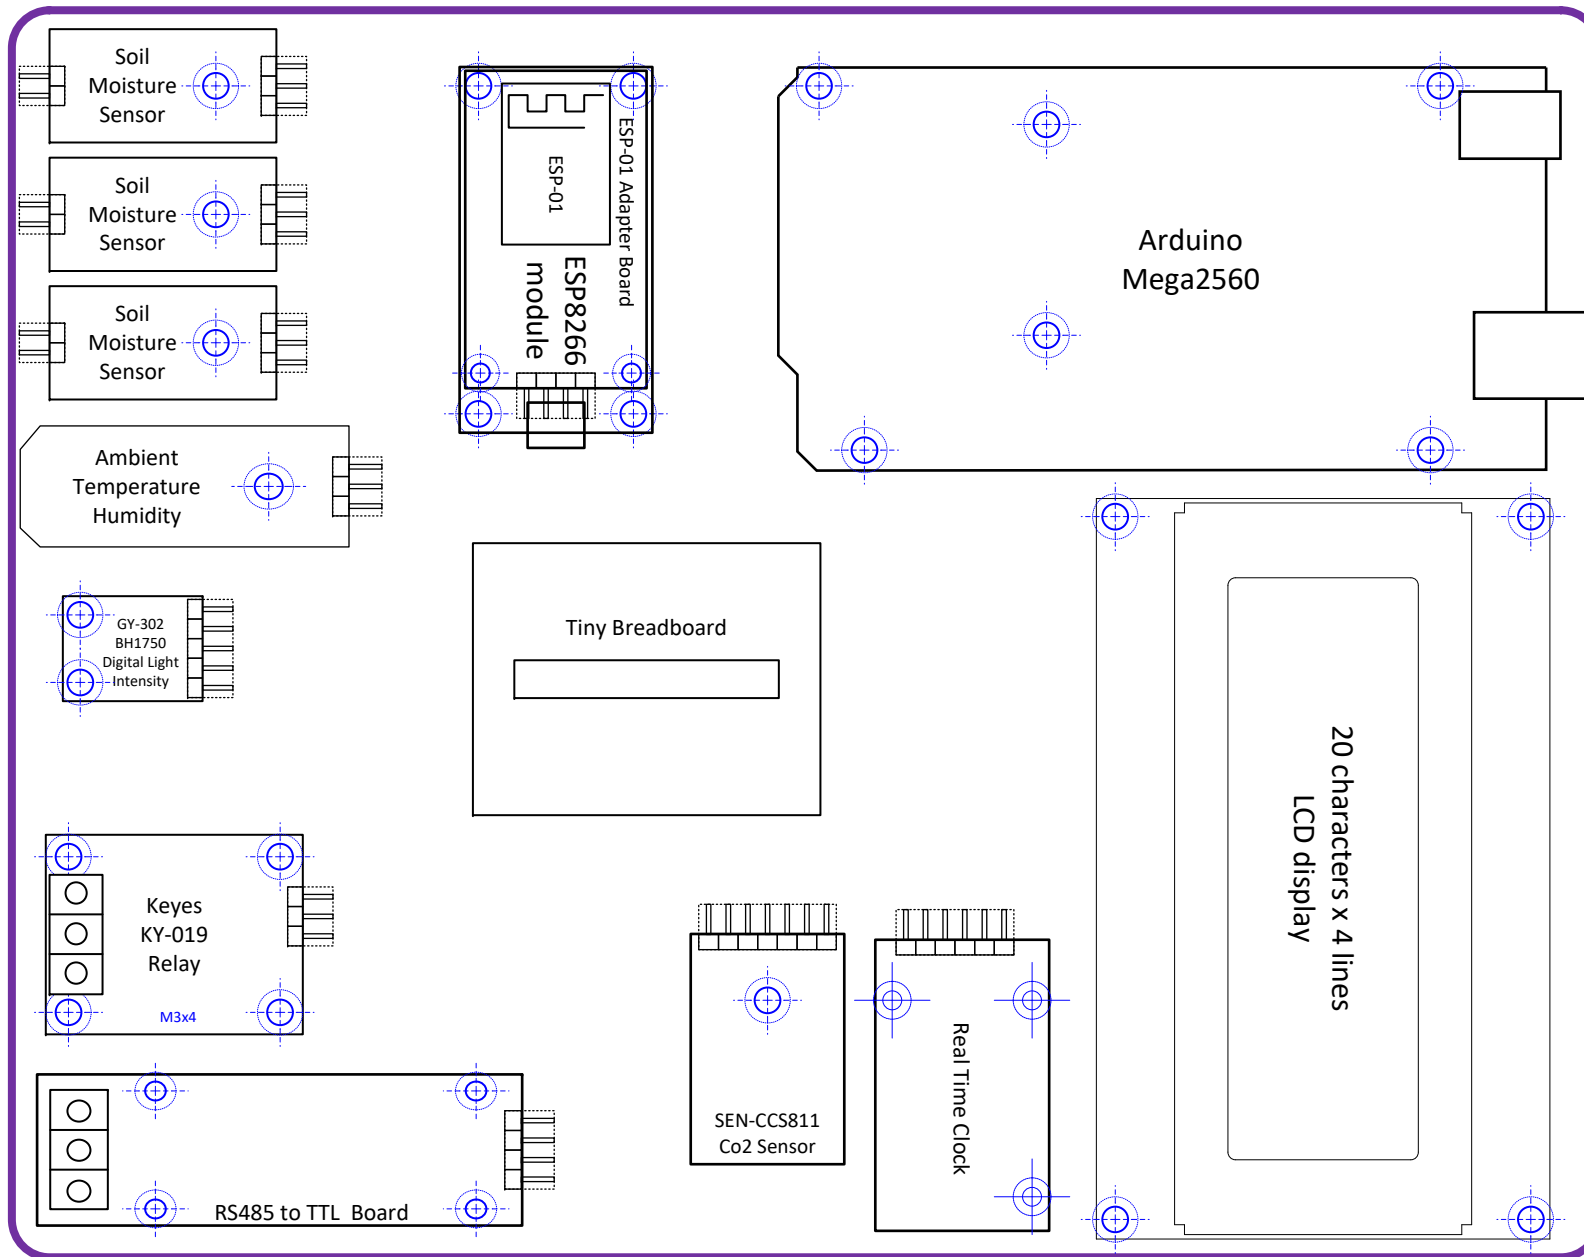 Soil
Moisture
Sensor
Soil
Moisture
Sensor
Soil
Moisture
Sensor
Ambient
Temperature
Humidity
GY-302
BH1750
Digital Light
Intensity
Keyes
KY-019
Relay
M3x4
RS485 to TTL Board
ESP-01
ESP-01 Adapter Board
ESP8266
module
Arduino
Mega2560
Tiny Breadboard
SEN-CCS811
Co2 Sensor
Real Time Clock
20 characters x 4 lines
LCD display